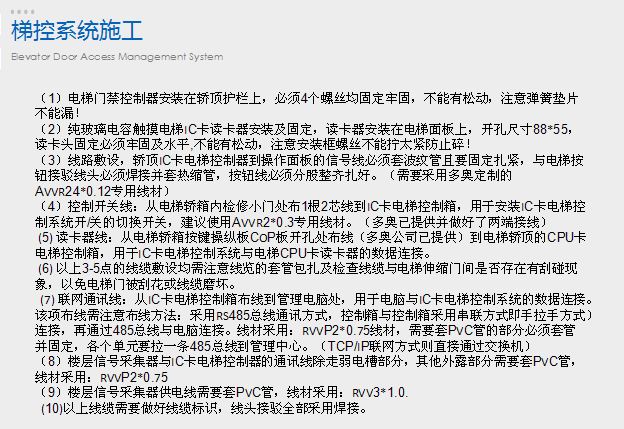 梯控系统施工
Elevator Door Access Management System
（1）电梯门禁控制器安装在轿顶护栏上，必须4个螺丝均固定牢固，不能有松动，注意弹簧垫片
不能漏！
（2）纯玻璃电容触摸电梯IC卡读卡器安装及固定，读卡器安装在电梯面板上，开孔尺寸88*55，
读卡头固定必须牢固及水平,不能有松动，注意安装框螺丝不能拧太紧防止碎！
（3）线路敷设，轿顶IC卡电梯控制器到操作面板的信号线必须套波纹管且要固定扎紧，与电梯按
钮接驳线头必须焊接并套热缩管，按钮线必须分股整齐扎好。（需要采用多奥定制的
AVVR24*0.12专用线材）
（4）控制开关线：从电梯轿箱内检修小门处布1根2芯线到IC卡电梯控制箱，用于安装IC卡电梯控
制系统开/关的切换开关，建议使用AVVR2*0.3专用线材。（多奥已提供并做好了两端接线）
(5) 读卡器线：从电梯轿箱按键操纵板COP板开孔处布线（多奥公司已提供）到电梯轿顶的CPU卡
电梯控制箱，用于IC卡电梯控制系统与电梯CPU卡读卡器的数据连接。
(6) 以上3-5点的线缆敷设均需注意线览的套管包扎及检查线缆与电梯伸缩门间是否存在有刮碰现
象，以免电梯门被刮花或线缆磨坏。
(7) 联网通讯线：从IC卡电梯控制箱布线到管理电脑处，用于电脑与IC卡电梯控制系统的数据连接。
该项布线需注意布线方法：采用RS485总线通讯方式，控制箱与控制箱采用串联方式即手拉手方式）
连接，再通过485总线与电脑连接。线材采用：RVVP2*0.75线材，需要套PVC管的部分必须套管
并固定，各个单元要拉一条485总线到管理中心。（TCP/IP联网方式则直接通过交换机）
（8）楼层信号采集器与IC卡电梯控制器的通讯线除走弱电槽部分，其他外露部分需要套PVC管，
线材采用：RVVP2*0.75
（9）楼层信号采集器供电线需要套PVC管，线材采用：RVV3*1.0.
(10)以上线缆需要做好线缆标识，线头接驳全部采用焊接。